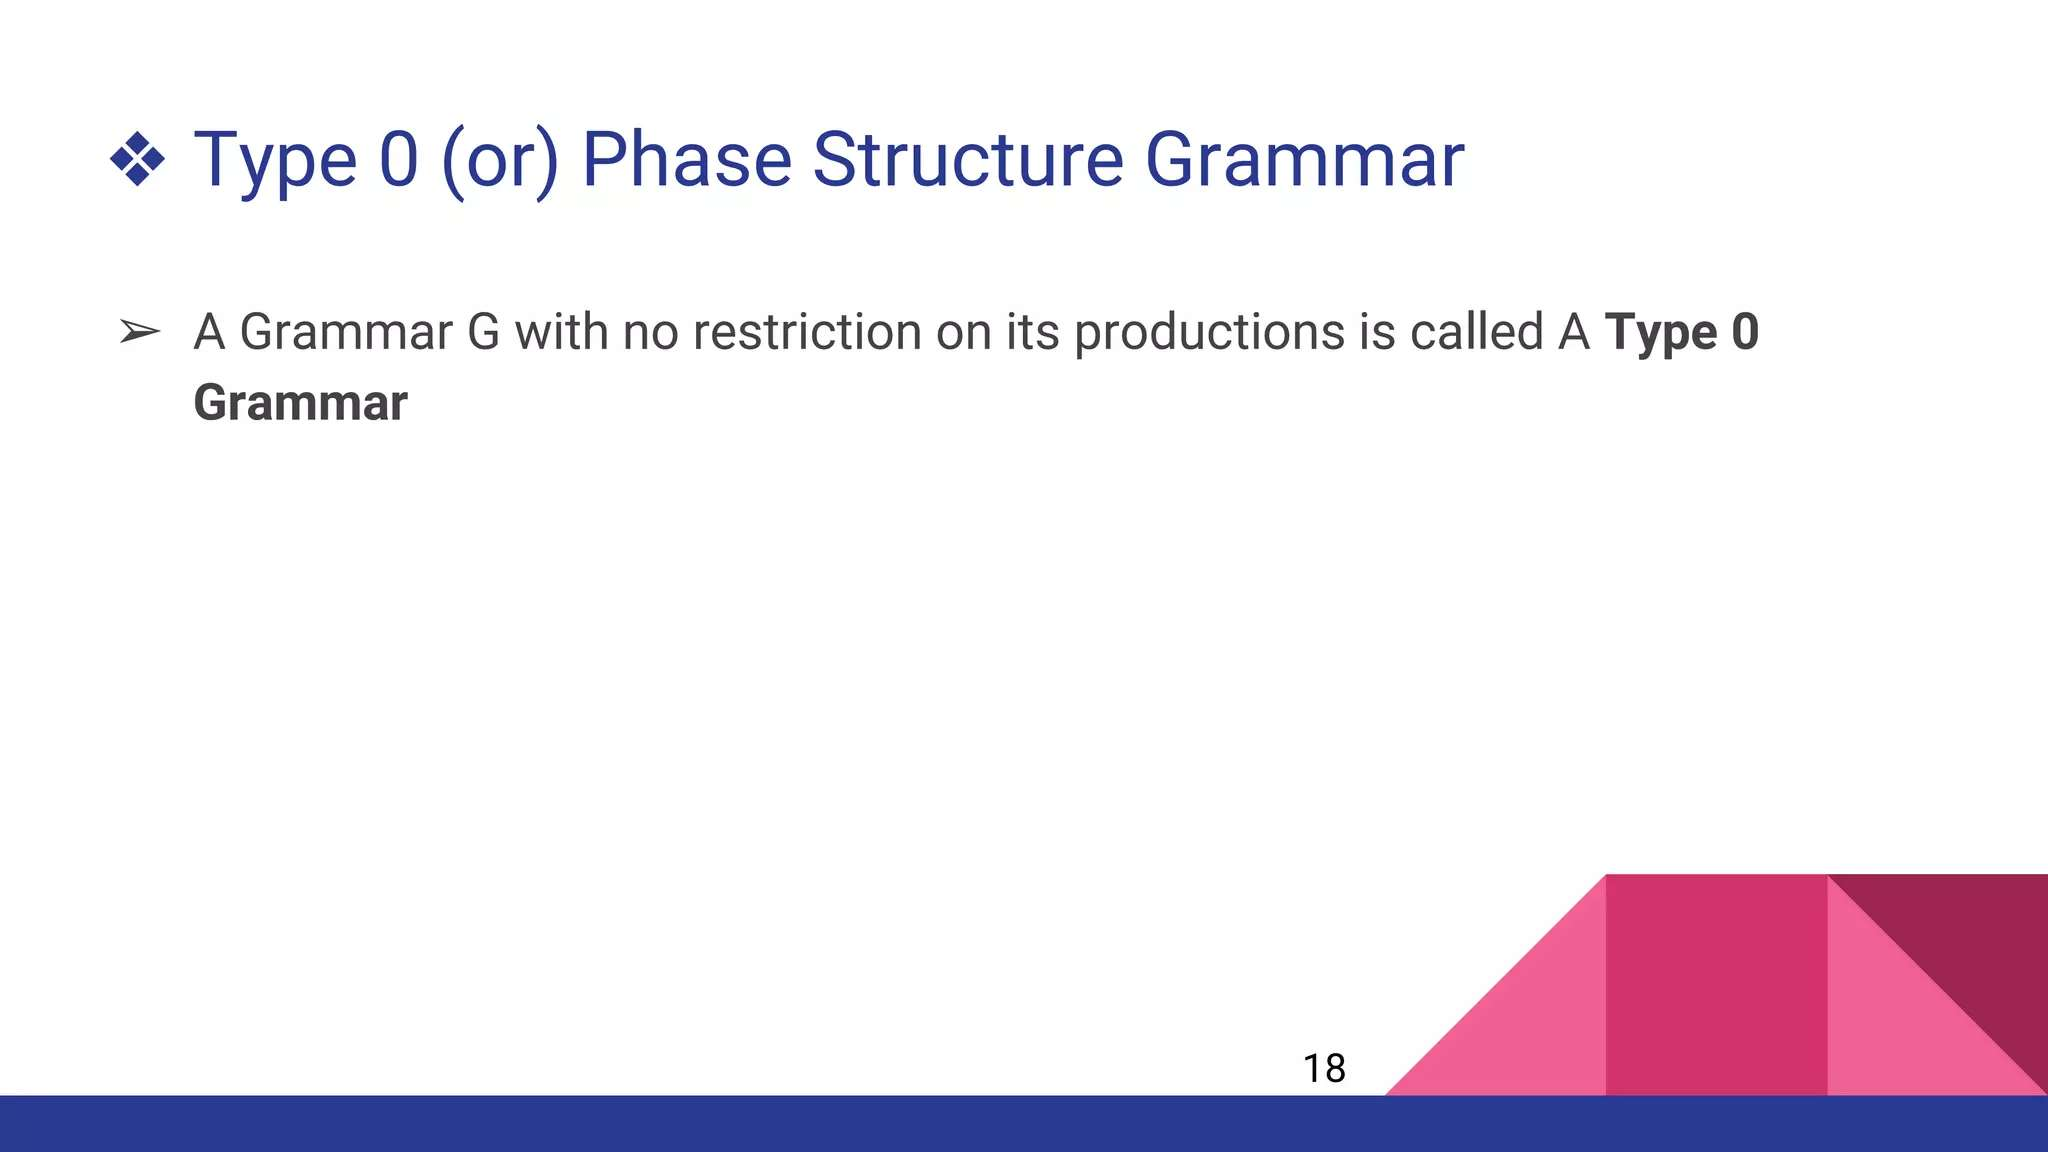 ❖ Type 0 (or) Phase Structure Grammar
➢ A Grammar G with no restriction on its productions is called A Type 0
Grammar
18